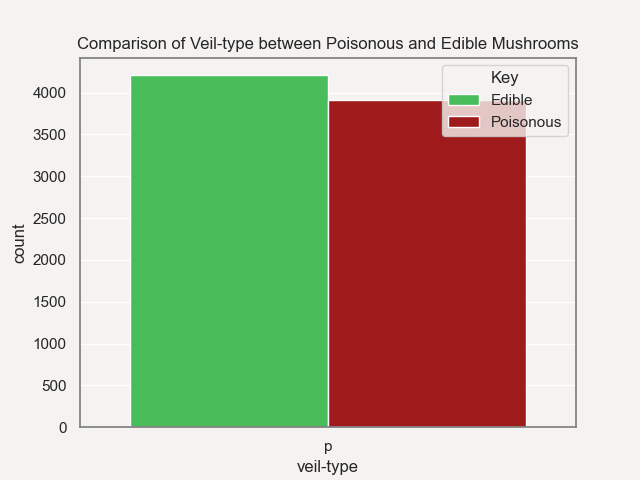 Comparison of Veil-type between Poisonous and Edible Mushrooms
Key
Edible
Poisonous
4000
3500
3000
2500
2000
1500
1000
500
0
count
p
veil-type